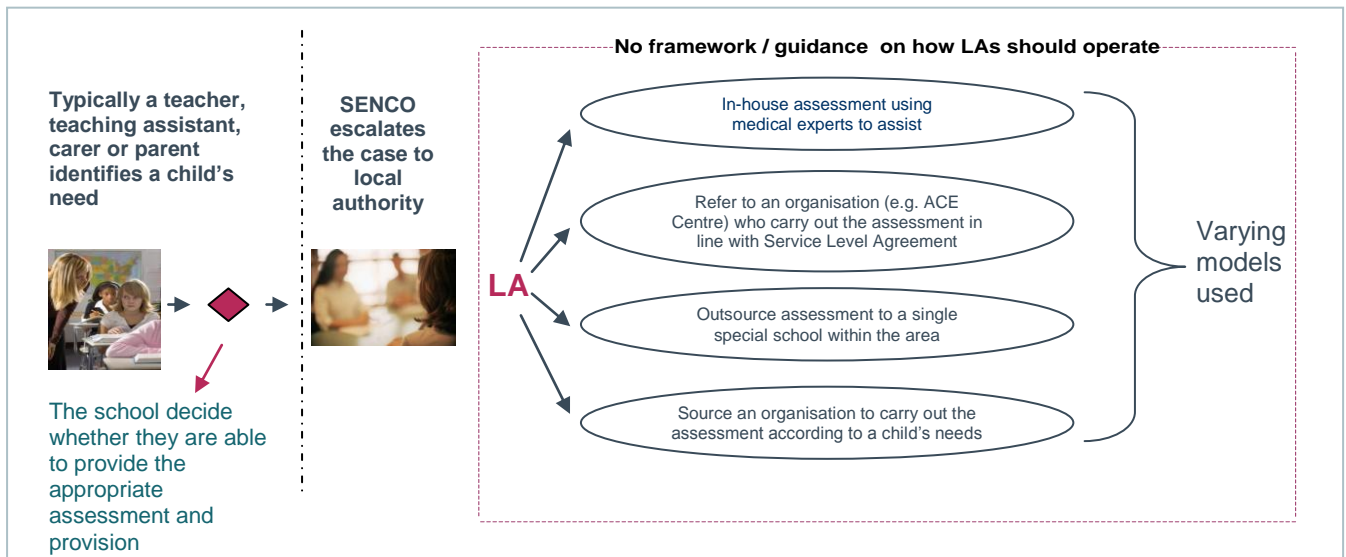 No framework / guidance on how LAs should operate
Typically a teacher,
teaching assistant,
carer or parent
identifies a child's
need
The school decide
whether they are able
to provide the
appropriate
assessment and
provision
SENCO
escalates
the case to
local
authority
LA
In-house assessment using
medical experts to assist
Refer to an organisation (e.g. ACE
Centre) who carry out the assessment in
line with Service Level Agreement
Outsource assessment to a single
special school within the area
Source an organisation to carry out the
assessment according to a child's needs
Varying
models
used